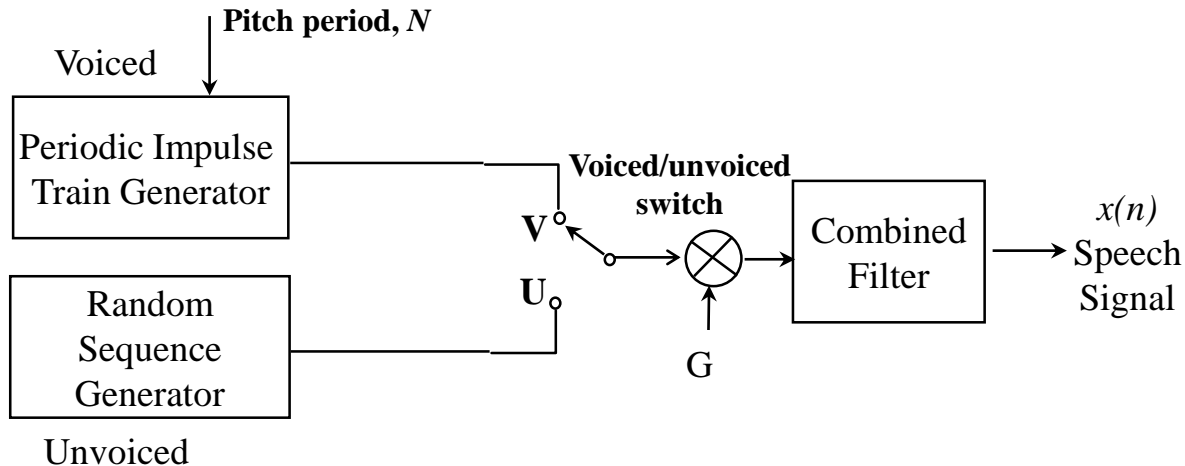 Pitch period, N
Voiced
Periodic Impulse
Train Generator
Voiced/unvoiced
switch
V
U
Combined
Filter
x(n)
Speech
Signal
G
Random
Sequence
Generator
Unvoiced